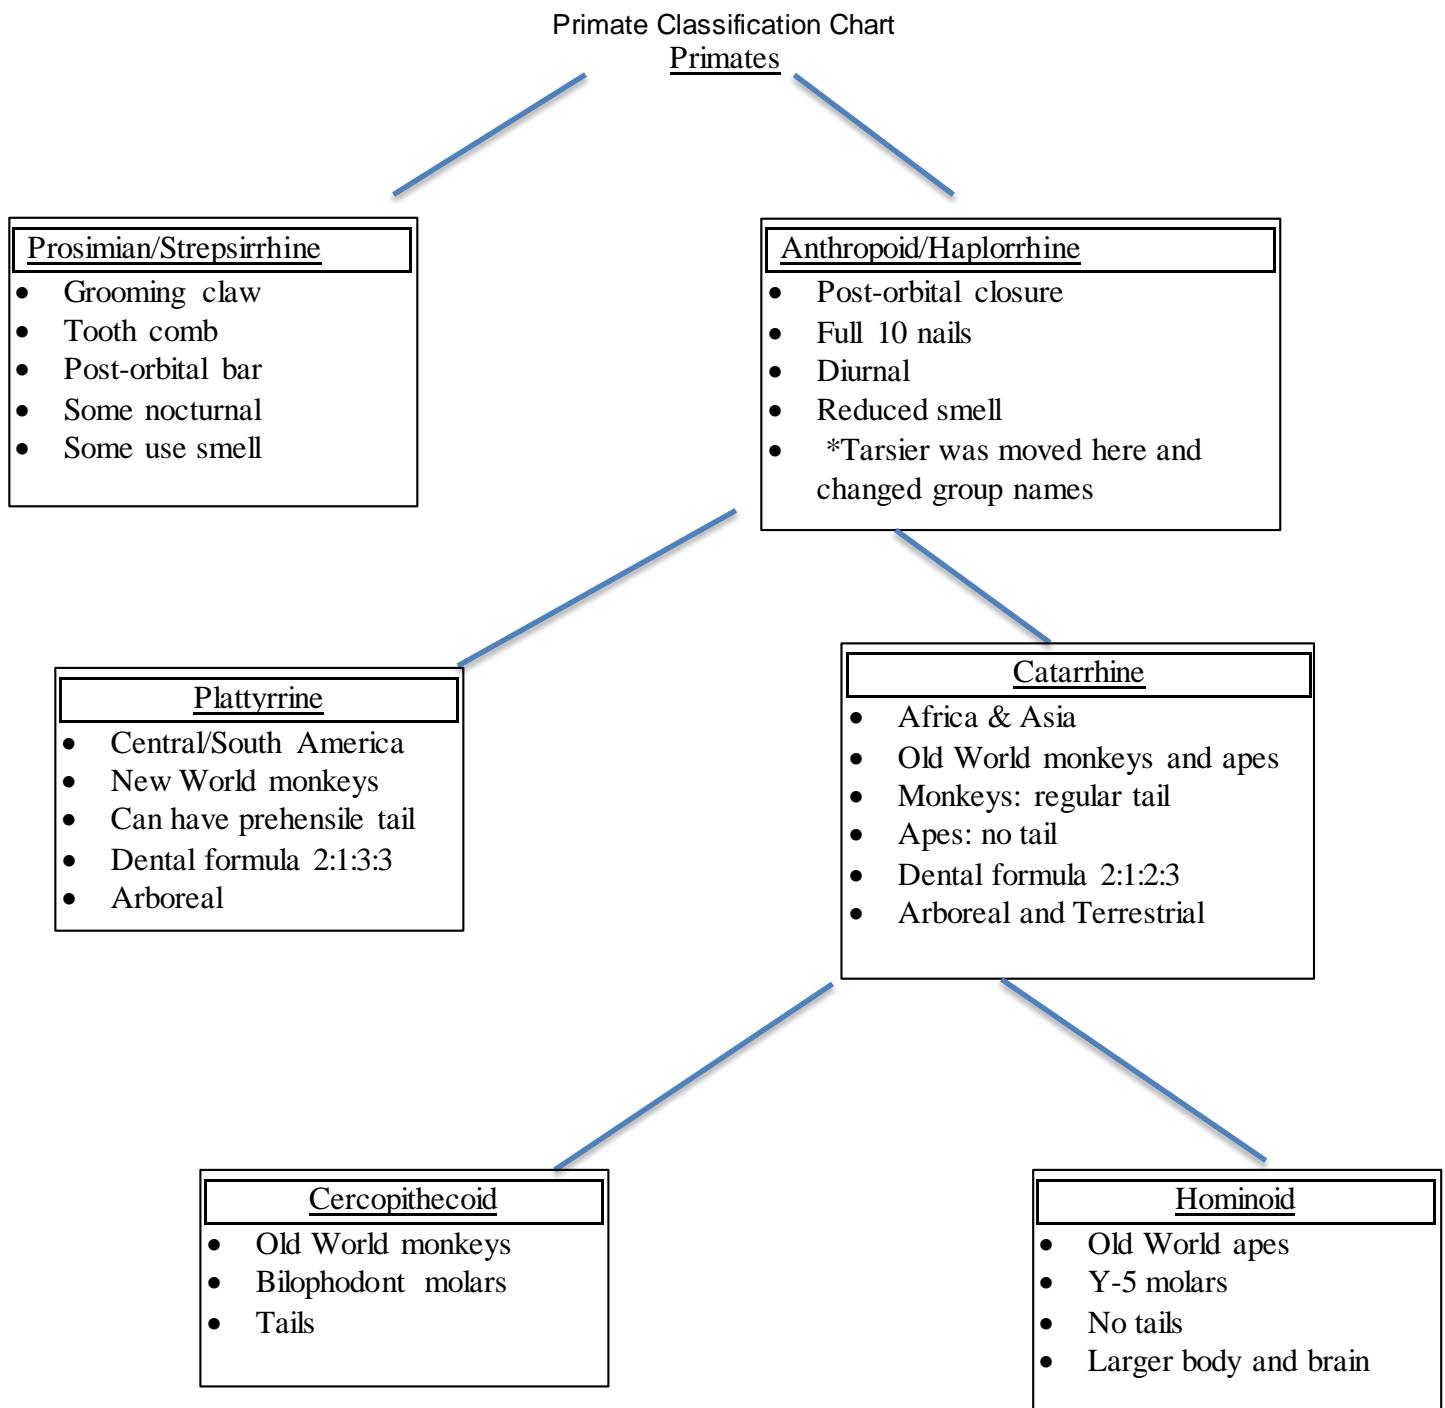 Primate Classification Chart
Primates
Prosimian/Strepsirrhine
• Grooming claw
• Tooth comb
• Post-orbital bar
• Some nocturnal
• Some use smell
Anthropoid/Haplorrhine
• Post-orbital closure
• Full 10 nails
• Diurnal
• Reduced smell
• *Tarsier was moved here and
changed group names
Plattyrrine
• Central/South America
• New World monkeys
• Can have prehensile tail
• Dental formula 2:1:3:3
• Arboreal
Catarrhine
• Africa & Asia
• Old World monkeys and apes
• Monkeys: regular tail
• Apes: no tail
• Dental formula 2:1:2:3
• Arboreal and Terrestrial
Cercopithecoid
• Old World monkeys
• Bilophodont molars
• Tails
Hominoid
• Old World apes
• Y-5 molars
• No tails
• Larger body and brain